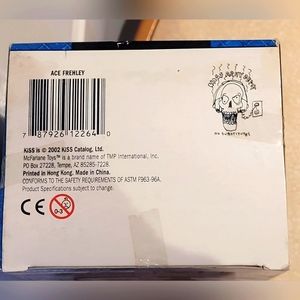 ACE FREHLEY
7 87926 12264 0
KISS is © 2002 KISS Catalog, Ltd.
McFarlane Toys™ is a brand name of TMP International, Inc.
PO Box 27228, Tempe, AZ 85285-7228.
Printed in Hong Kong. Made in China.
CONFORMS TO THE SAFETY REQUIREMENTS OF ASTM F963-96A.
Product Specifications subject to change.
CE
0-3